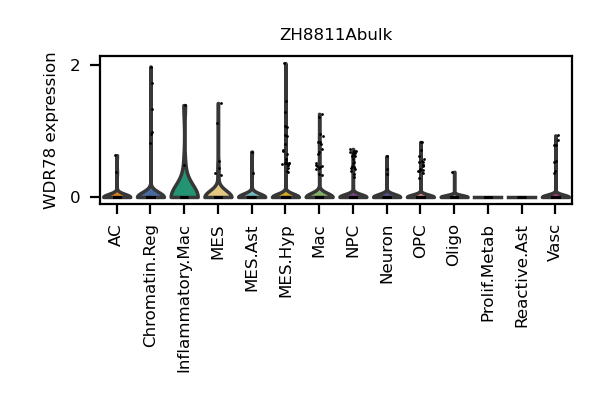 ZH8811Abulk
WDR78 expression
2
0
AC
Chromatin.Reg
Inflammatory.Mac
MES
MES.Ast
MES.Hyp
Mac
NPC
Neuron
OPC
Oligo
Prolif.Metab
Reactive.Ast
Vasc